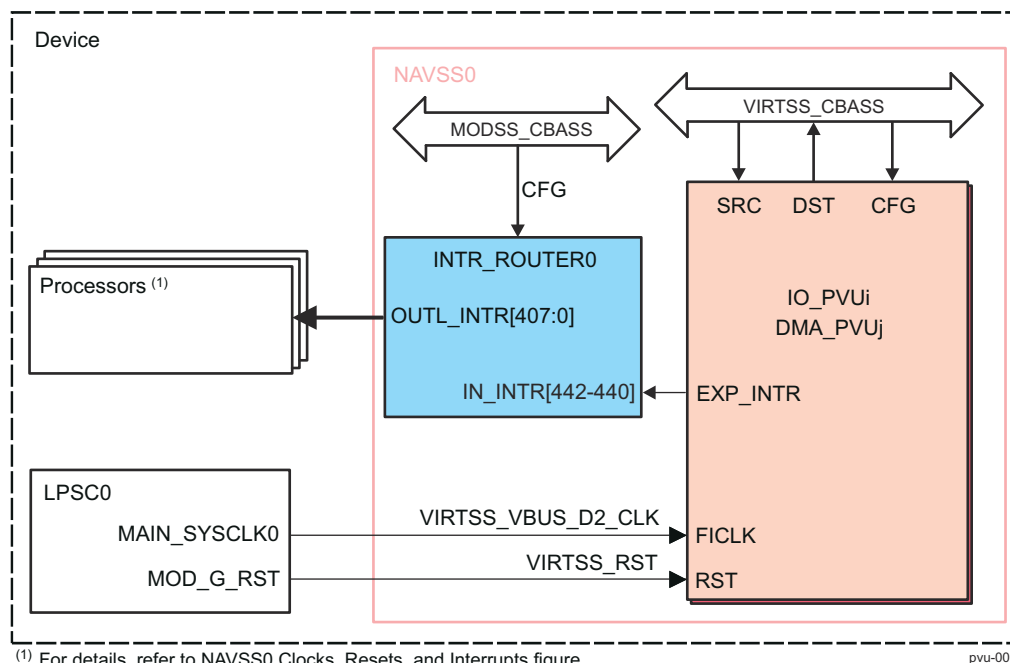 Device
NAVSS0
MODSS_CBASS
VIRTSS_CBASS
CFG
SRC DST CFG
INTR_ROUTER0
IO_PVUi
DMA_PVUj
Processors (1)
OUTL_INTR[407:0]
IN_INTR[442-440]
EXP_INTR
LPSC0
MAIN_SYSCLK0
VIRTSS_VBUS_D2_CLK
FICLK
MOD_G_RST
VIRTSS_RST
RST
(1) For details, refer to NAVSS0 Clocks, Resets, and Interrupts figure
pvu-00